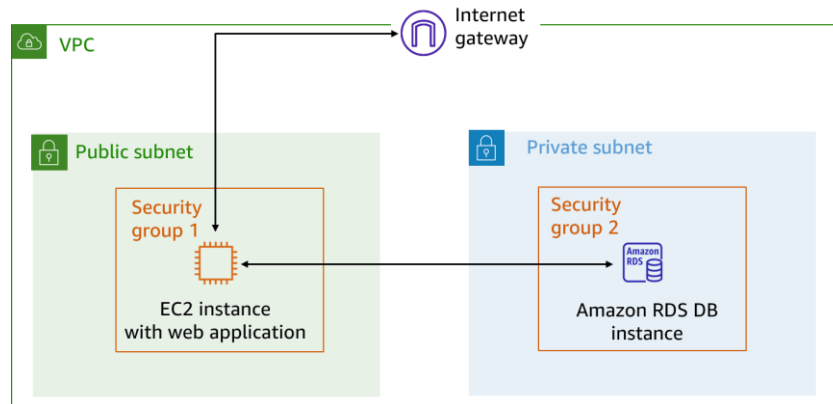 Internet
gateway
VPC
Public subnet
Private subnet
Security
group 1
Security
group 2
Amazon
RDS
EC2 instance
with web application
Amazon RDS DB
instance